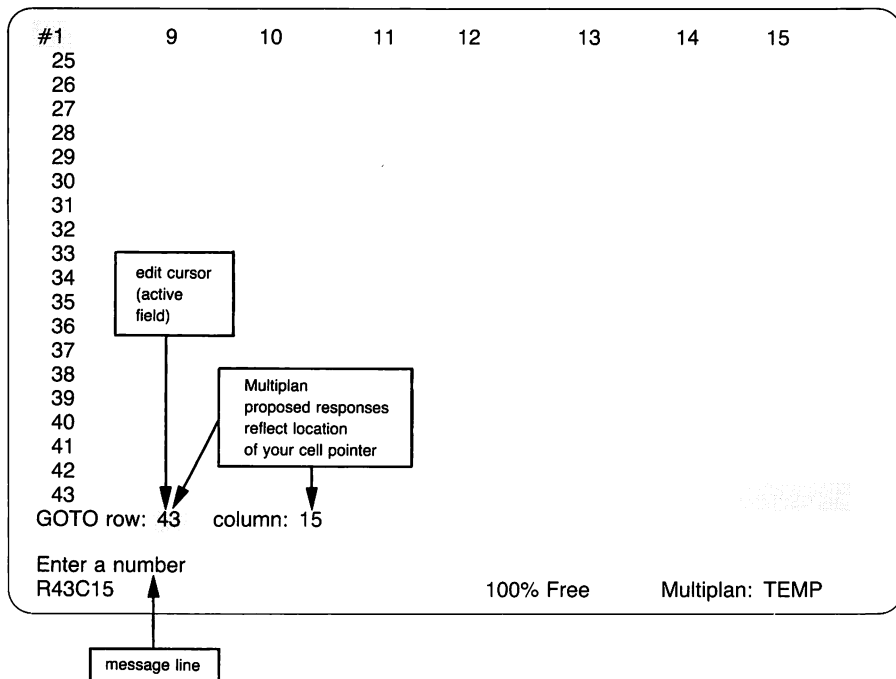 #1 9 10 11 12 13 14 15
25
26
27
28
29
30
31
32
33
34
35
36
37
38
39
40
41
42
43
edit cursor
(active
field)
Multiplan
proposed responses
reflect location
of your cell pointer
GOTO row: 43 column: 15
Enter a number
R43C15 100% Free Multiplan: TEMP
message line